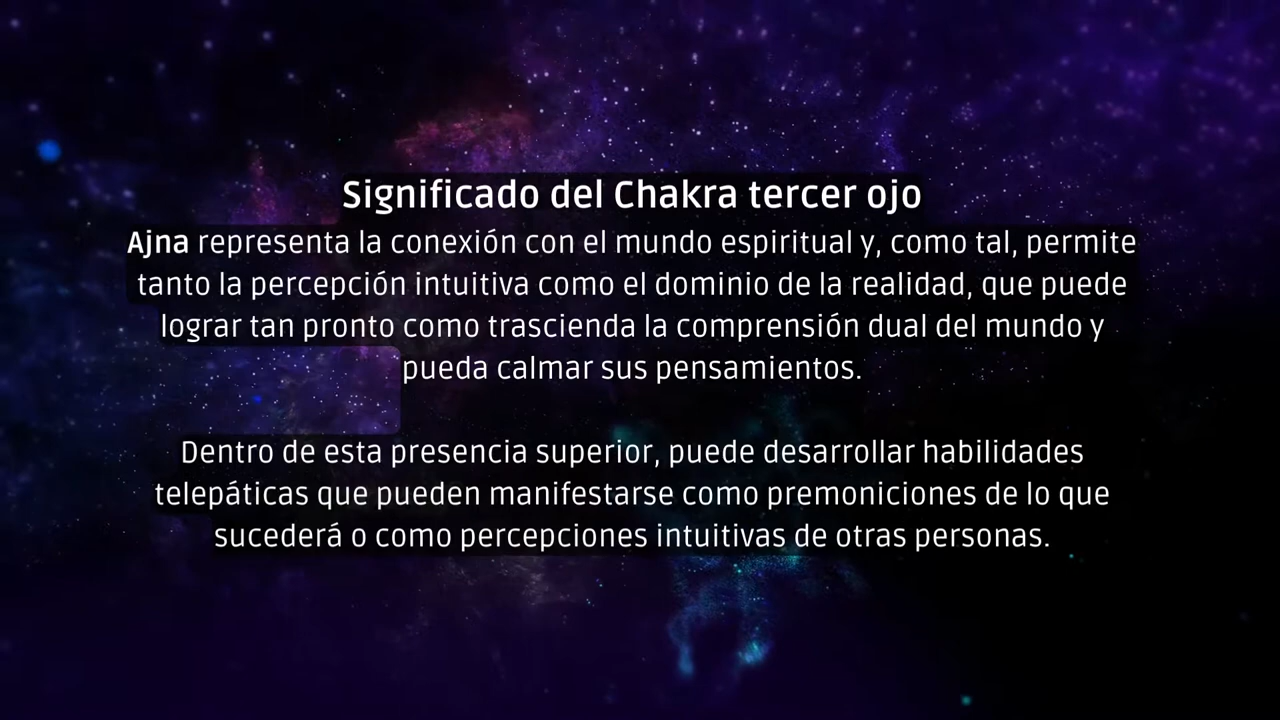 Significado del Chakra tercer ojo
Ajna representa la conexión con el mundo espiritual y, como tal, permite
tanto la percepción intuitiva como el dominio de la realidad, que puede
lograr tan pronto como trascienda la comprensión dual del mundo y
pueda calmar sus pensamientos.
Dentro de esta presencia superior, puede desarrollar habilidades
telepáticas que pueden manifestarse como premoniciones de lo que
sucederá o como percepciones intuitivas de otras personas.